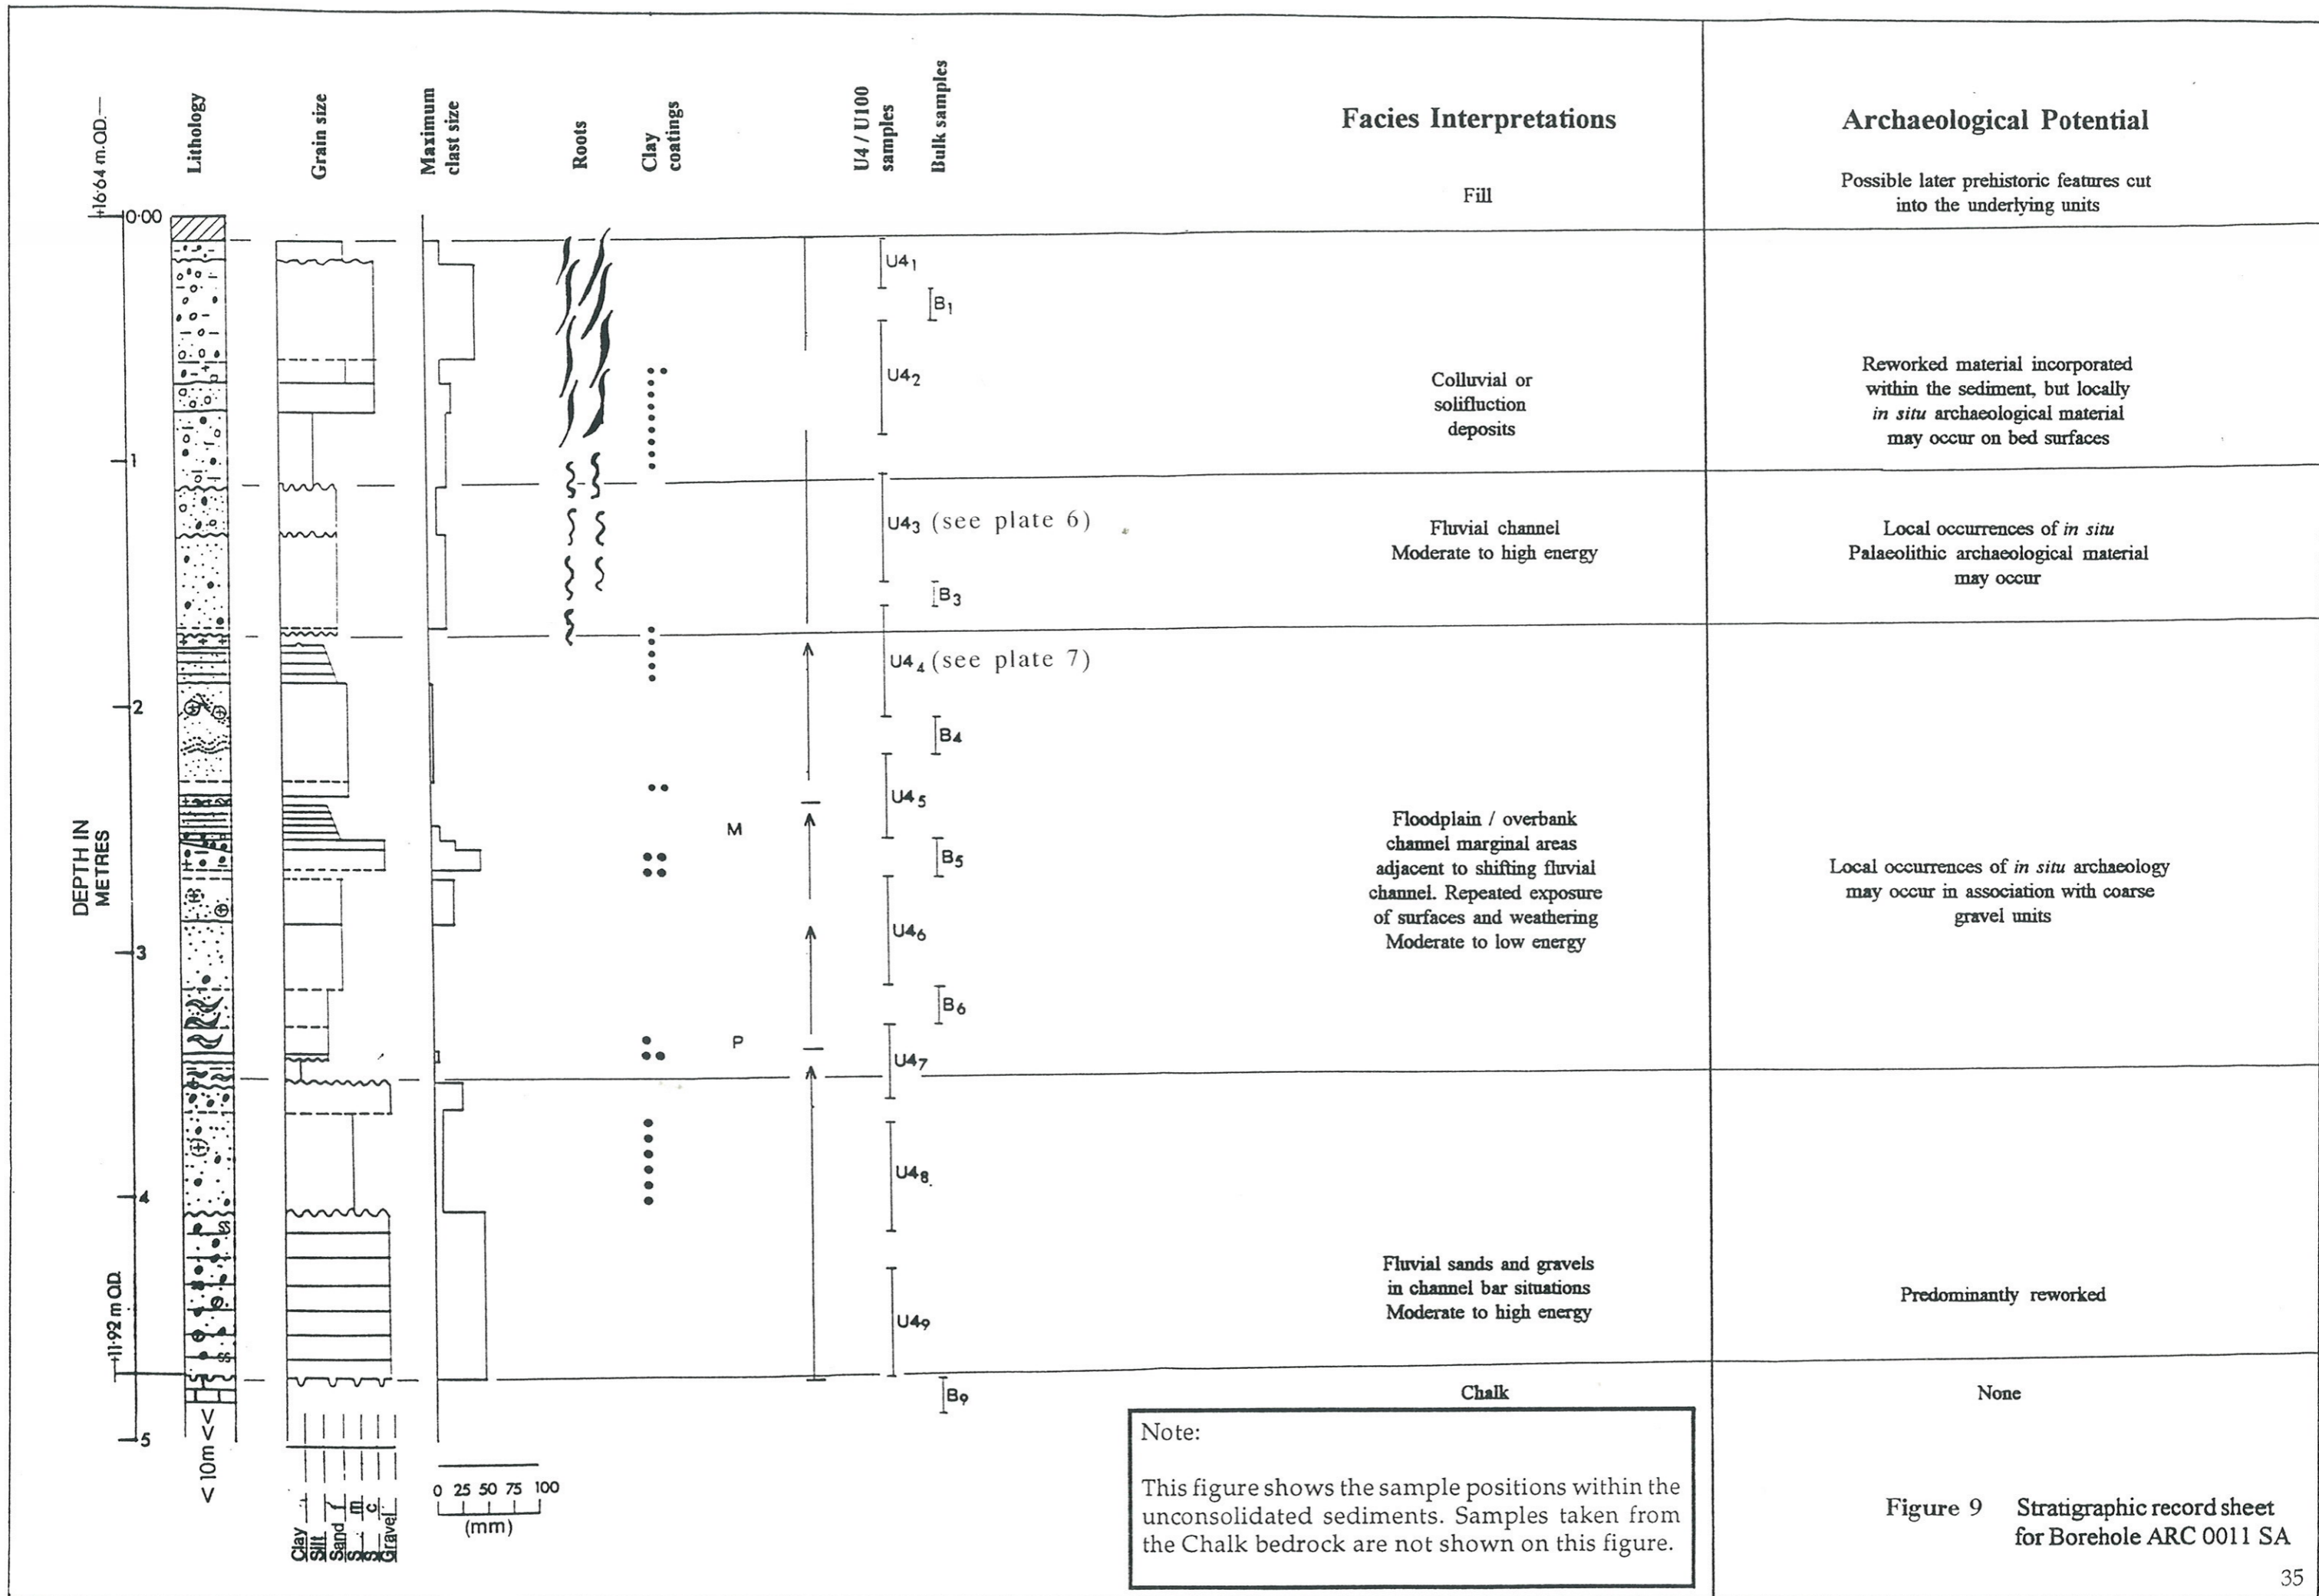 +16·64 m.OD.
Lithology
Grain size
Maximum
clast size
Roots
Clay
coatings
U4 / U100
samples
Bulk samples
Facies Interpretations
Archaeological Potential
Fill
Possible later prehistoric features cut
into the underlying units
0·00
1
2
3
4
5
DEPTH IN
METRES
+11·92 m OD.
U4₁
B₁
U4₂
Colluvial or
solifluction
deposits
Reworked material incorporated
within the sediment, but locally
in situ archaeological material
may occur on bed surfaces
U4₃ (see plate 6)
B₃
Fluvial channel
Moderate to high energy
Local occurrences of in situ
Palaeolithic archaeological material
may occur
U4₄ (see plate 7)
B₄
U4₅
M
B₅
U4₆
B₆
P
U4₇
Floodplain / overbank
channel marginal areas
adjacent to shifting fluvial
channel. Repeated exposure
of surfaces and weathering
Moderate to low energy
Local occurrences of in situ archaeology
may occur in association with coarse
gravel units
U4₈
U4₉
Fluvial sands and gravels
in channel bar situations
Moderate to high energy
Predominantly reworked
B₉
Chalk
None
< 10m < <
<
Clay
Silt
Sand f
S m
S c
Gravel
0 25 50 75 100
(mm)
Note:
This figure shows the sample positions within the
unconsolidated sediments. Samples taken from
the Chalk bedrock are not shown on this figure.
Figure 9 Stratigraphic record sheet
for Borehole ARC 0011 SA
35